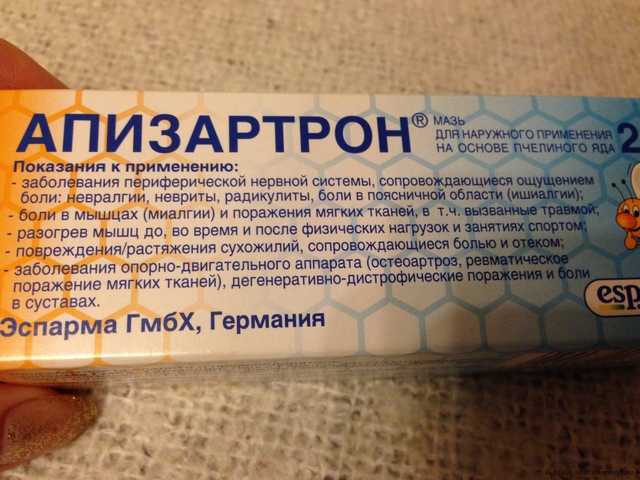 АПИЗАРТРОН®
МАЗЬ
ДЛЯ НАРУЖНОГО ПРИМЕНЕНИЯ
НА ОСНОВЕ ПЧЕЛИНОГО ЯДА
2
Показания к применению:
- заболевания периферической нервной системы, сопровождающиеся ощущением
боли: невралгии, невриты, радикулиты, боли в поясничной области (ишиалгии);
- боли в мышцах (миалгии) и поражения мягких тканей, в т.ч. вызванные травмой;
- разогрев мышц до, во время и после физических нагрузок и занятиях спортом;
- повреждения/растяжения сухожилий, сопровождающиеся болью и отеком;
- заболевания опорно-двигательного аппарата (остеоартроз, ревматическое
поражение мягких тканей), дегенеративно-дистрофические поражения и боли
в суставах.
Эспарма ГмбХ, Германия
esp